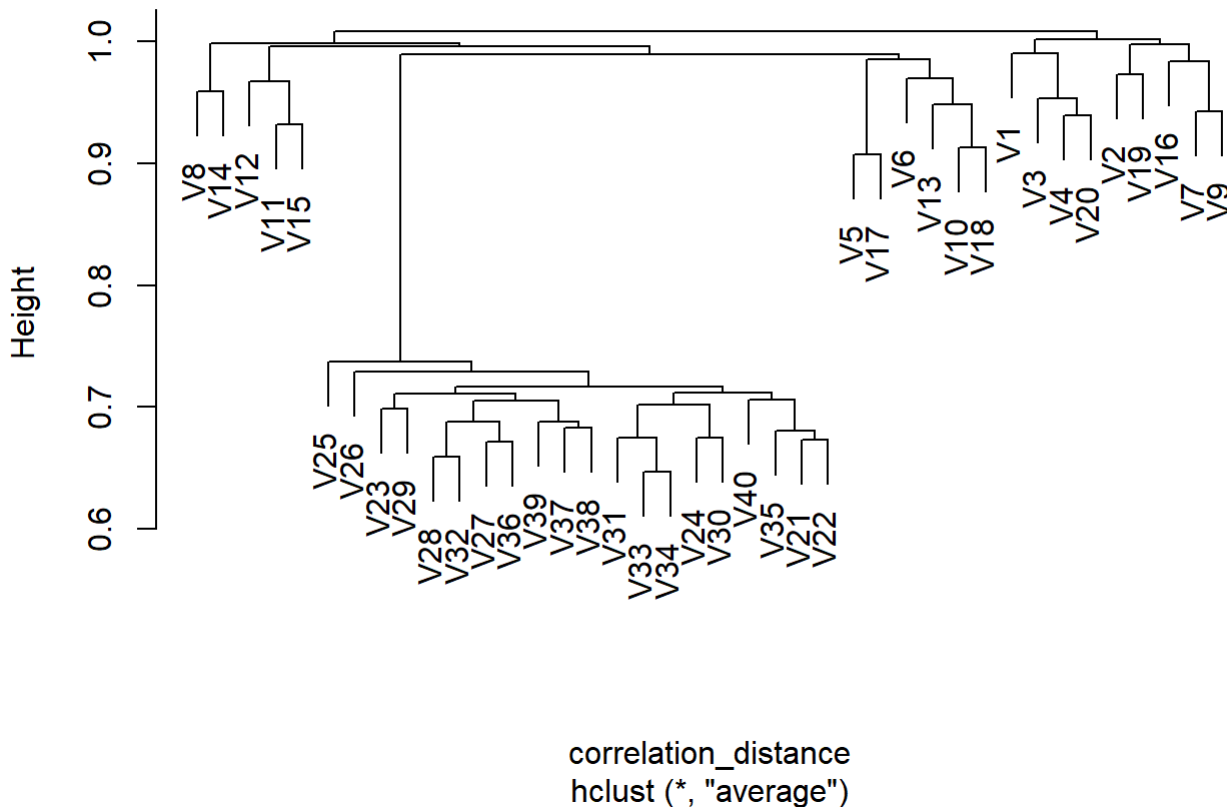 Height
1.0
0.9
0.8
0.7
0.6
V8
V14
V12
V11
V15
V25
V26
V23
V29
V28
V32
V27
V36
V39
V37
V38
V31
V33
V34
V24
V30
V40
V35
V21
V22
V5
V17
V6
V13
V10
V18
V1
V3
V4
V20
V2
V19
V16
V7
V9
correlation_distance
hclust (*, "average")